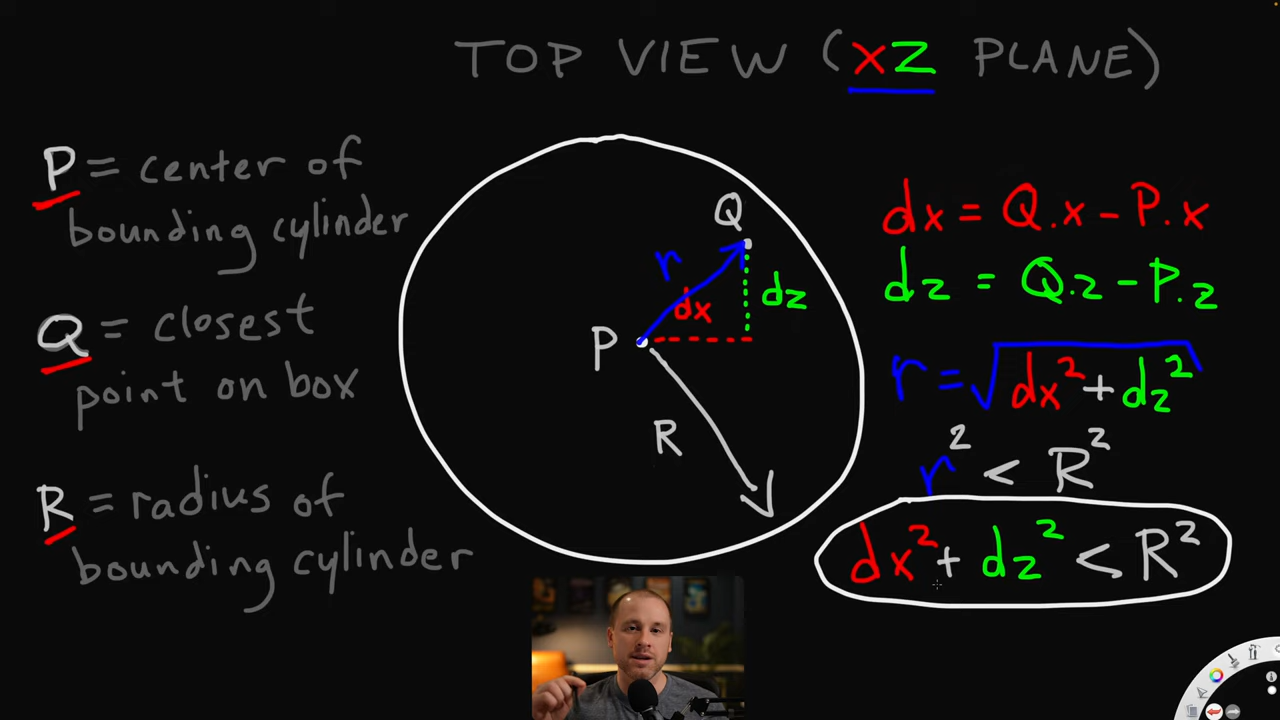 TOP VIEW (XZ PLANE)
P = center of
bounding cylinder
Q = closest
point on box
R = radius of
bounding cylinder
Q
r
dx
dz
P
R
dx = Q.x - P.x
dz = Q.z - P.z
r = √dx² + dz²
r² < R²
dx² + dz² < R²